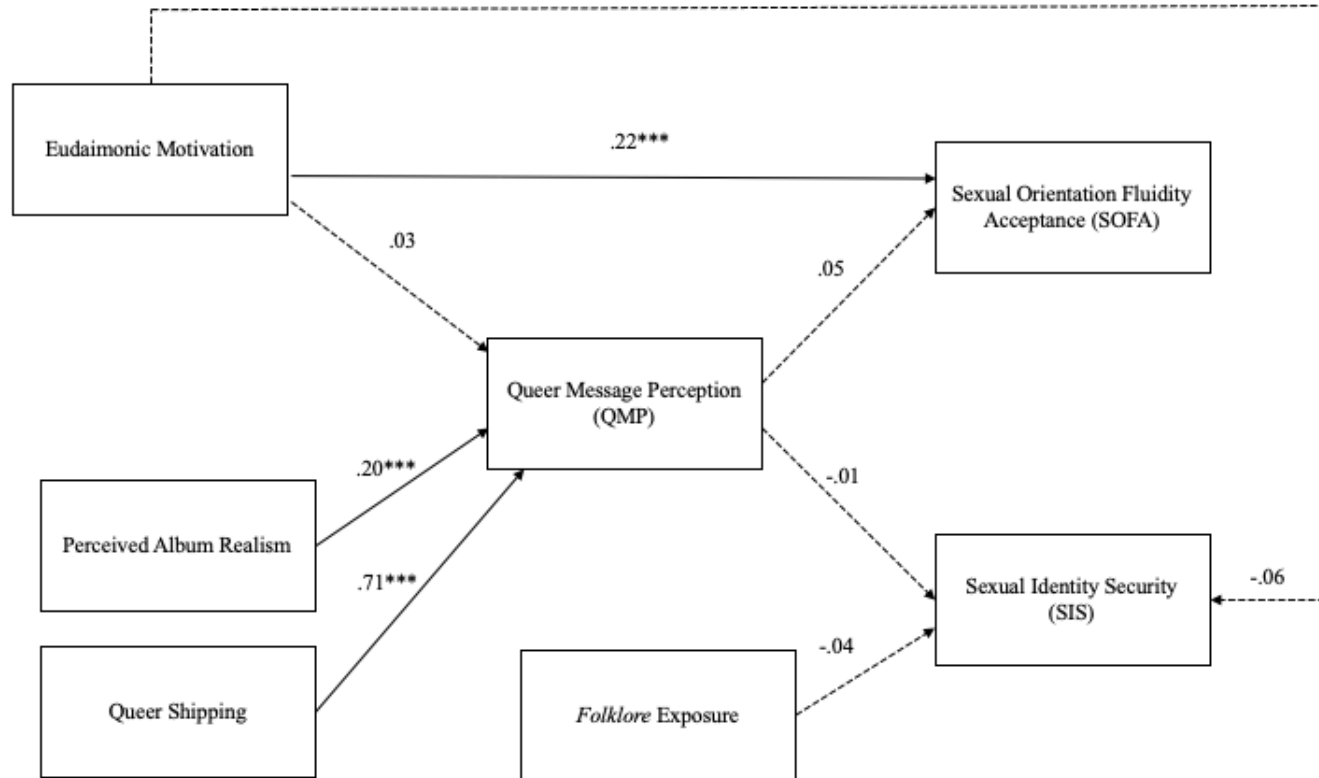 Eudaimonic Motivation
.22***
Sexual Orientation Fluidity
Acceptance (SOFA)
.03
.05
Queer Message Perception
(QMP)
.20***
-.01
Perceived Album Realism
.71***
Sexual Identity Security
(SIS)
-.06
-.04
Queer Shipping
Folklore Exposure